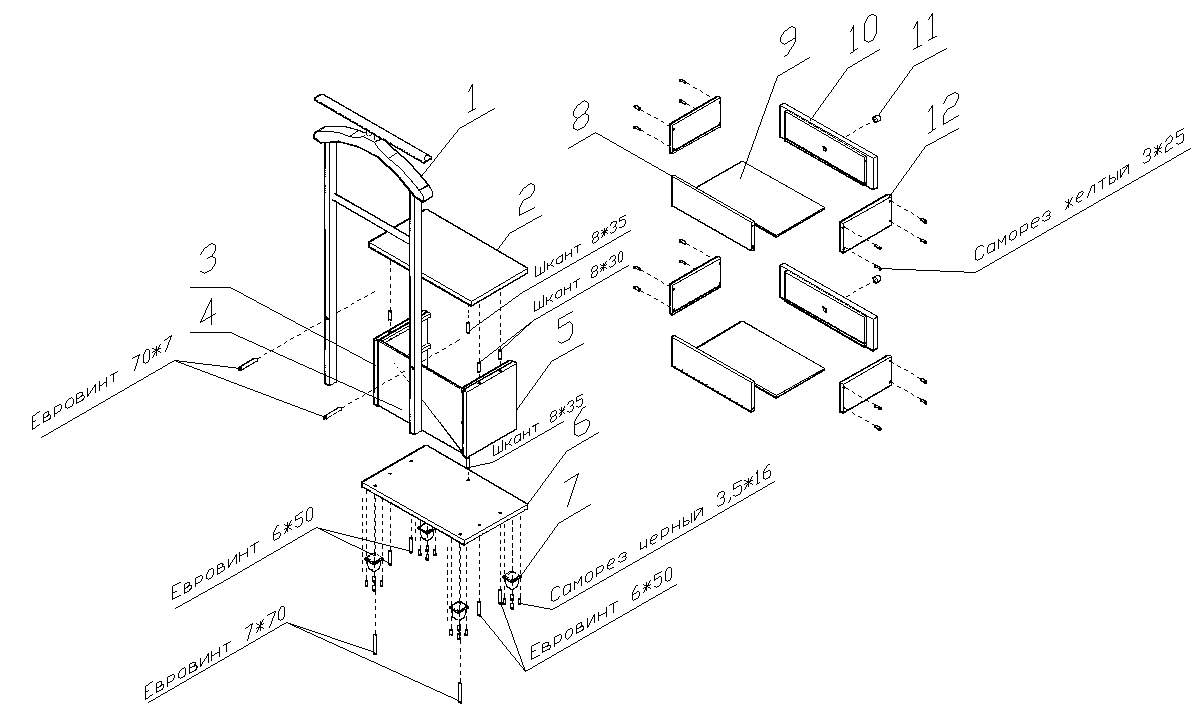 1
2
3
4
5
6
7
8
9
10
11
12
Шкант 8*35
Шкант 8*30
Шкант 8*35
Саморез желтый 3*25
Евровинт 70*7
Саморез церный 3,5*16
Евровинт 6*50
Евровинт 6*50
Евровинт 7*70